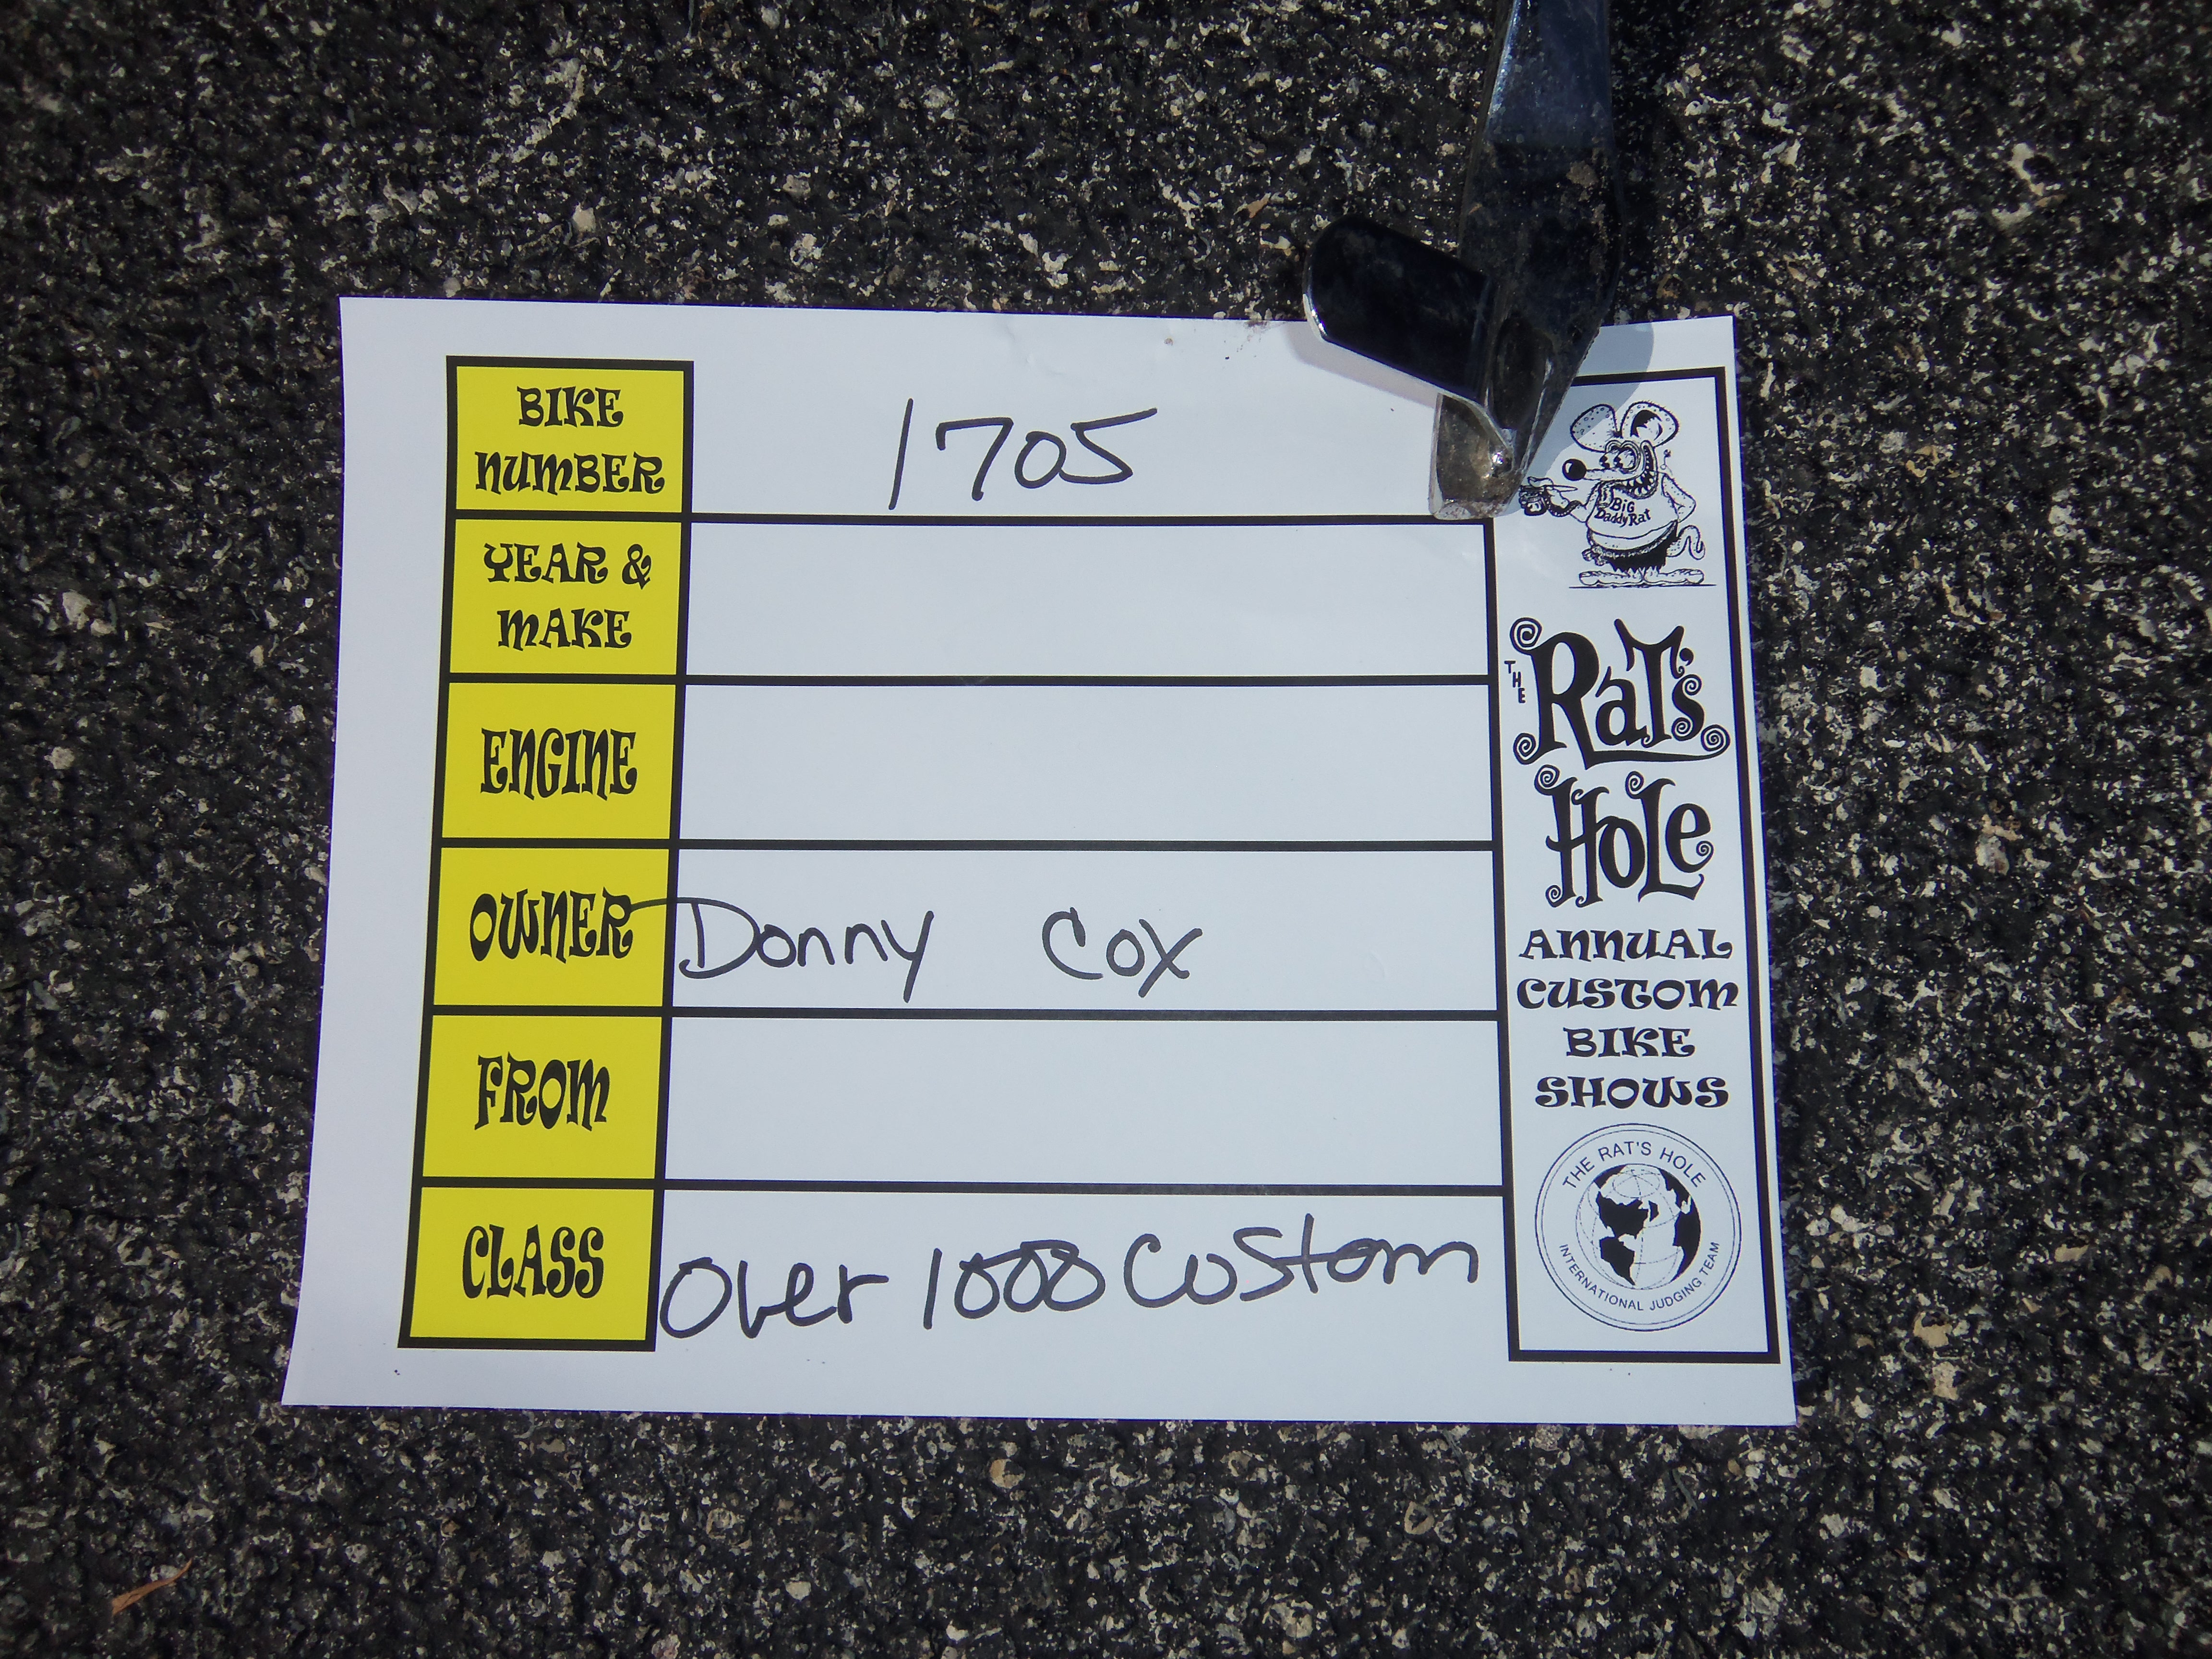 BIKE
NUMBER
1705
YEAR &
MAKE
ENGINE
OWNER
Donny Cox
FROM
CLASS
Over 1000 Custom
Big
Daddy Rat
THE
RAT'S
HOLE
ANNUAL
CUSTOM
BIKE
SHOWS
THE RAT'S HOLE
INTERNATIONAL JUDGING TEAM